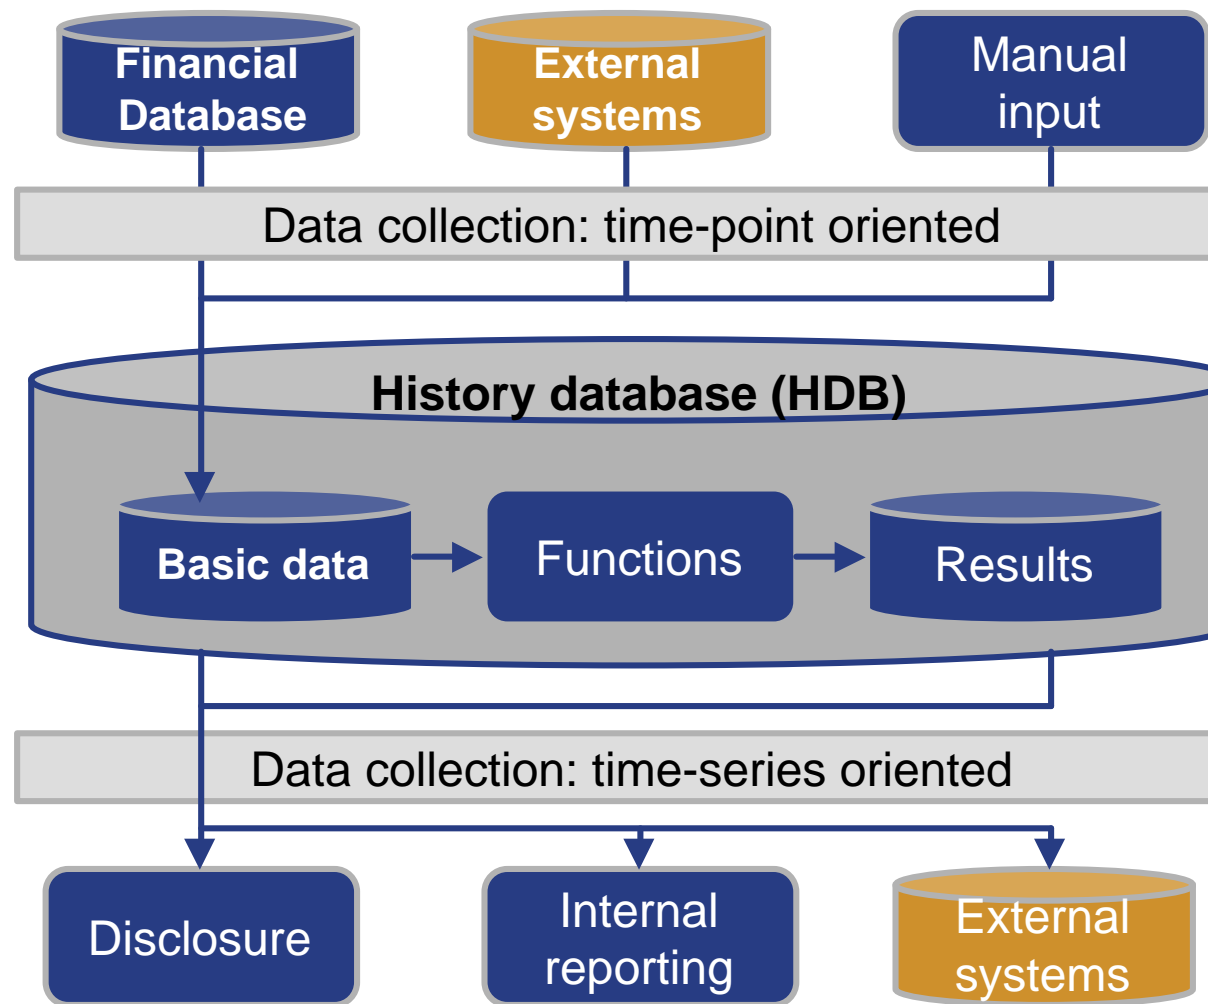 Financial
Database
External
systems
Manual
input
Data collection: time-point oriented
History database (HDB)
Basic data
Functions
Results
Data collection: time-series oriented
Disclosure
Internal
reporting
External
systems